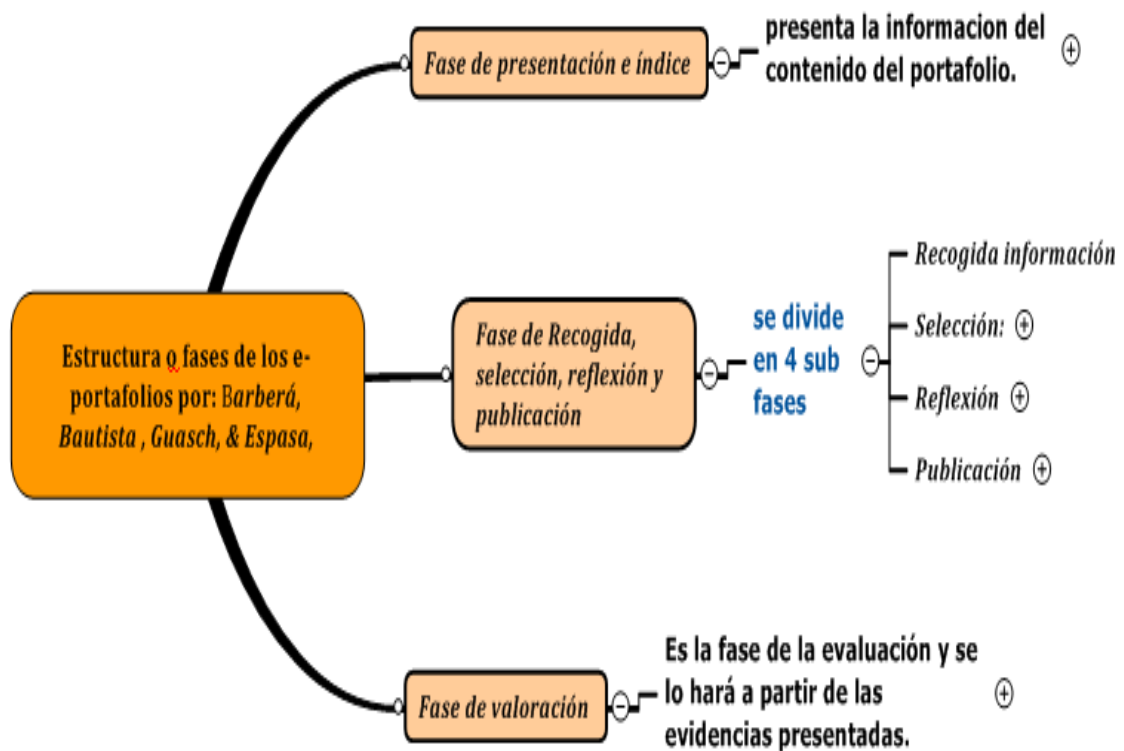 Fase de presentación e índice
presenta la informacion del
contenido del portafolio.
Estructura o fases de los e-
portafolios por: Barberá,
Bautista , Guasch, & Espasa,
Fase de Recogida,
selección, reflexión y
publicación
se divide
en 4 sub
fases
Recogida información
Selección:
Reflexión
Publicación
Fase de valoración
Es la fase de la evaluación y se
lo hará a partir de las
evidencias presentadas.